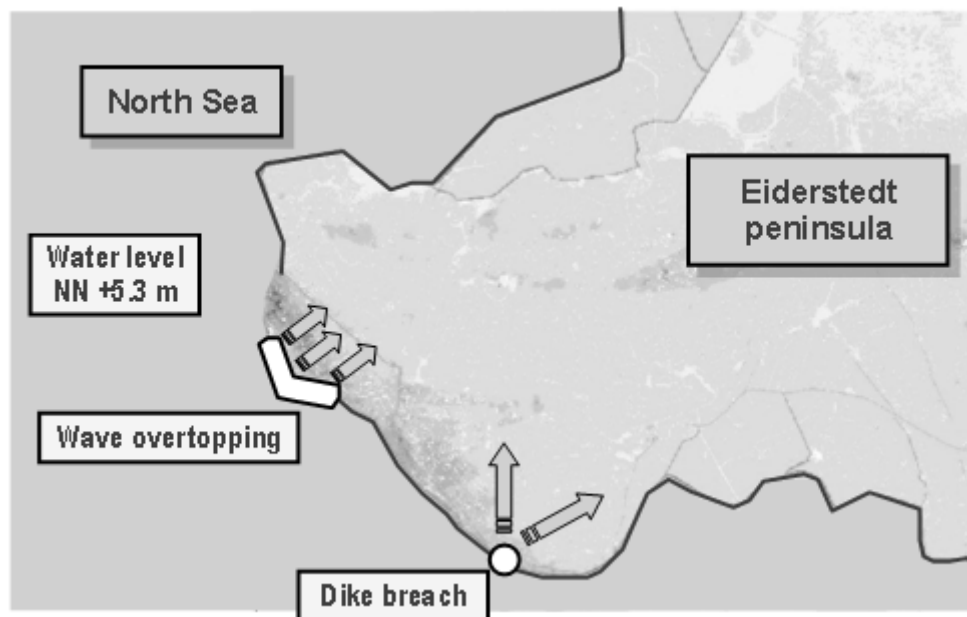 North Sea
Eiderstedt
peninsula
Water level
NN +5.3 m
Wave overtopping
Dike breach